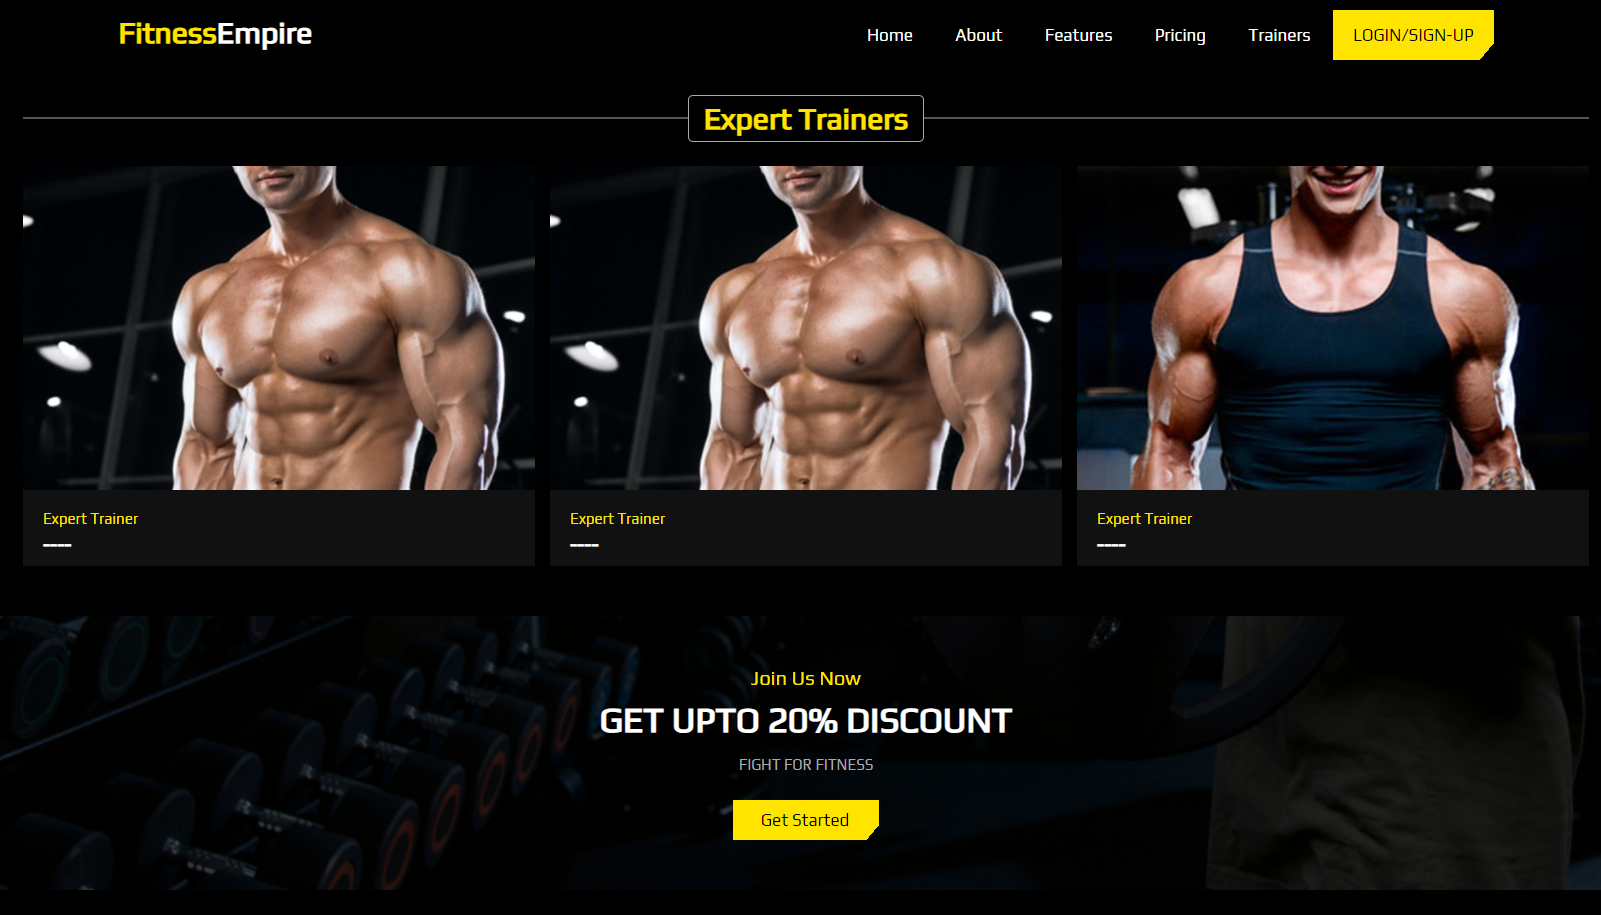 FitnessEmpire
Home About Features Pricing Trainers LOGIN/SIGN-UP
Expert Trainers
Expert Trainer Expert Trainer Expert Trainer
---- ---- ----
Join Us Now
GET UPTO 20% DISCOUNT
FIGHT FOR FITNESS
Get Started